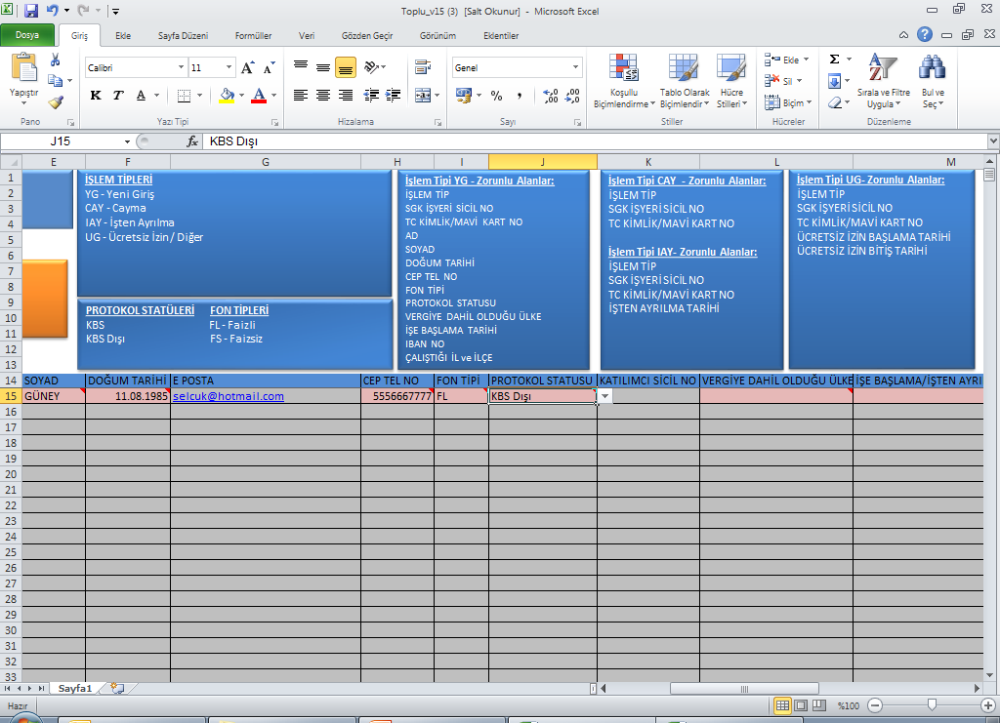 Toplu_v15 (3) [Salt Okunur] - Microsoft Excel
Dosya Giriş Ekle Sayfa Düzeni Formüller Veri Gözden Geçir Görünüm Eklentiler
Yapıştır
Calibri 11
K T A
A A
Genel
% ,
Koşullu Biçimlendirme
Tablo Olarak Biçimlendir
Hücre Stilleri
Ekle
Sil
Biçim
Σ
Sırala ve Filtre Uygula
Bul ve Seç
Pano Yazı Tipi Hizalama Sayı Stiller Hücreler Düzenleme
J15 fx KBS Dışı
E F G H I J K L M
1
2
3
4
5
6
7
8
9
10
11
12
13
İŞLEM TİPLERİ
YG - Yeni Giriş
CAY - Cayma
IAY - İşten Ayrılma
UG - Ücretsiz İzin / Diğer
PROTOKOL STATÜLERİ FON TİPLERİ
KBS FL - Faizli
KBS Dışı FS - Faizsiz
İşlem Tipi YG - Zorunlu Alanlar:
İŞLEM TİP
SGK İŞYERİ SİCİL NO
TC KİMLİK/MAVİ KART NO
AD
SOYAD
DOĞUM TARİHİ
CEP TEL NO
FON TİPİ
PROTOKOL STATUSU
VERGİYE DAHİL OLDUĞU ÜLKE
İŞE BAŞLAMA TARİHİ
IBAN NO
ÇALIŞTIĞI İL ve İLÇE
İşlem Tipi CAY - Zorunlu Alanlar:
İŞLEM TİP
SGK İŞYERİ SİCİL NO
TC KİMLİK/MAVİ KART NO
İşlem Tipi IAY- Zorunlu Alanlar:
İŞLEM TİP
SGK İŞYERİ SİCİL NO
TC KİMLİK/MAVİ KART NO
İŞTEN AYRILMA TARİHİ
İşlem Tipi UG- Zorunlu Alanlar:
İŞLEM TİP
SGK İŞYERİ SİCİL NO
TC KİMLİK/MAVİ KART NO
ÜCRETSİZ İZİN BAŞLAMA TARİHİ
ÜCRETSİZ İZİN BİTİŞ TARİHİ
14 SOYAD DOĞUM TARİHİ E POSTA CEP TEL NO FON TİPİ PROTOKOL STATUSU KATILIMCI SİCİL NO VERGİYE DAHİL OLDUĞU ÜLKE İŞE BAŞLAMA/İŞTEN AYRI
15 GÜNEY 11.08.1985 selcuk@hotmail.com 5556667777 FL KBS Dışı
16
17
18
19
20
21
22
23
24
25
26
27
28
29
30
31
32
33
Sayfa1
Hazır %100